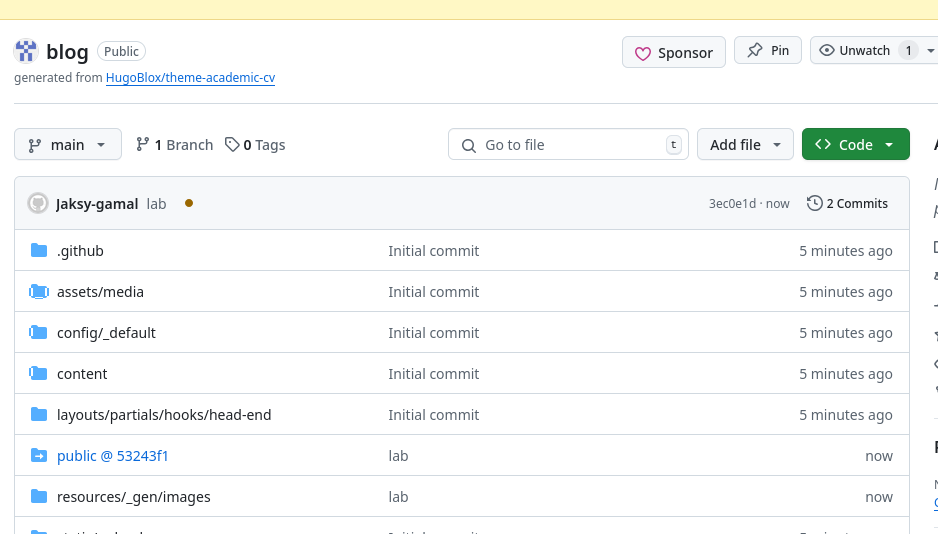 blog Public
Sponsor
Pin
Unwatch 1
generated from HugoBlox/theme-academic-cv
main
1 Branch
0 Tags
Go to file t
Add file
Code
Jaksy-gamal lab
3ec0e1d · now
2 Commits
.github Initial commit 5 minutes ago
assets/media Initial commit 5 minutes ago
config/_default Initial commit 5 minutes ago
content Initial commit 5 minutes ago
layouts/partials/hooks/head-end Initial commit 5 minutes ago
public @ 53243f1 lab now
resources/_gen/images lab now